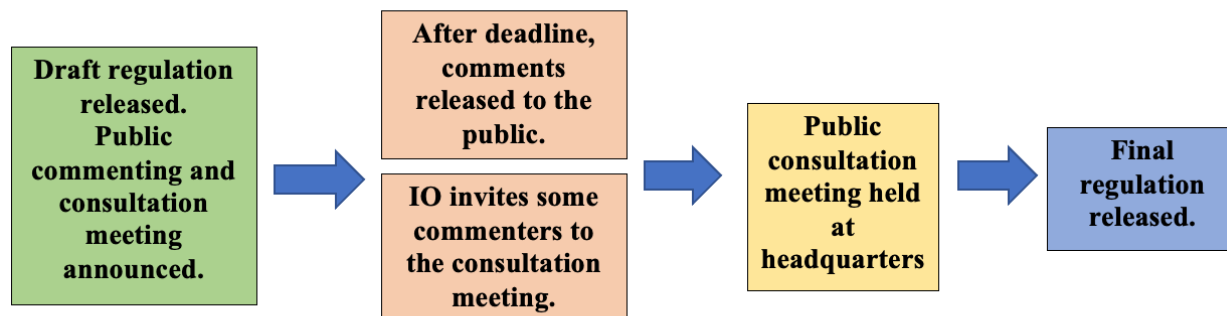 Draft regulation
released.
Public
commenting and
consultation
meeting
announced.
After deadline,
comments
released to the
public.
IO invites some
commenters to
the consultation
meeting.
Public
consultation
meeting held
at
headquarters
Final
regulation
released.